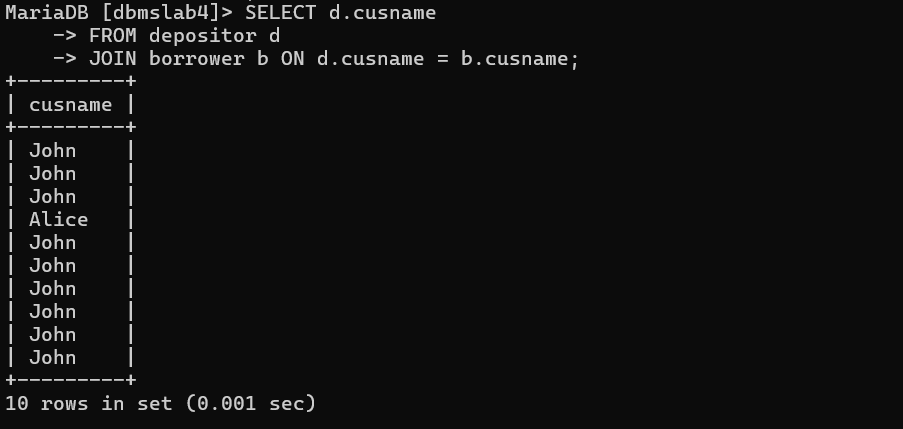 MariaDB [dbmslab4]> SELECT d.cusname
    -> FROM depositor d
    -> JOIN borrower b ON d.cusname = b.cusname;
+---------+
| cusname |
+---------+
| John    |
| John    |
| John    |
| Alice   |
| John    |
| John    |
| John    |
| John    |
| John    |
| John    |
+---------+
10 rows in set (0.001 sec)